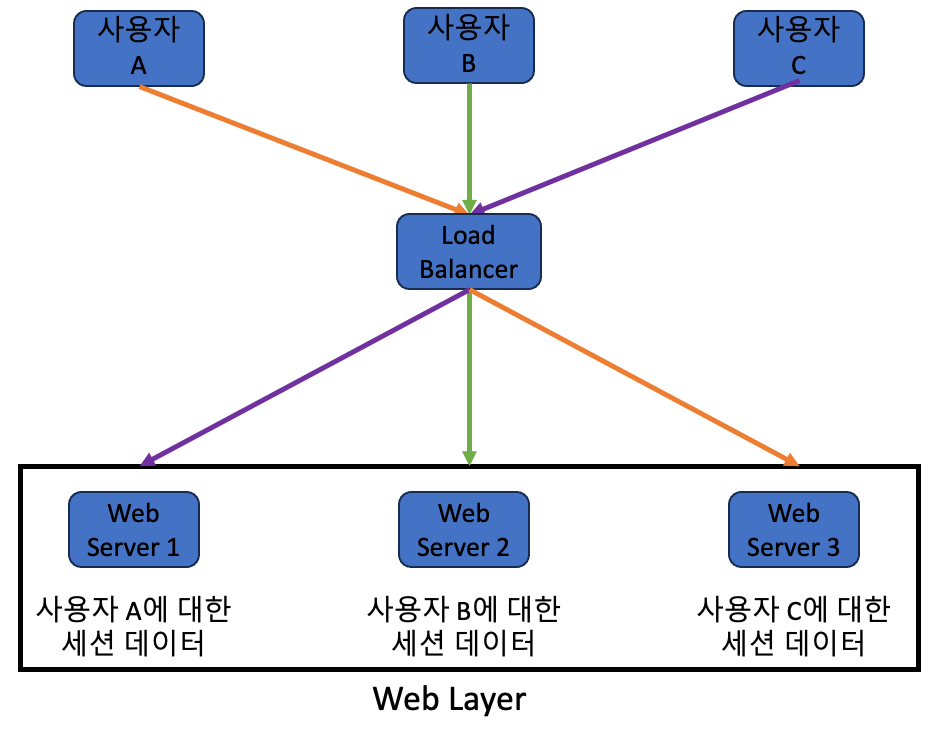 사용자
A
사용자
B
사용자
C
Load
Balancer
Web
Server 1
Web
Server 2
Web
Server 3
사용자 A에 대한
세션 데이터
사용자 B에 대한
세션 데이터
사용자 C에 대한
세션 데이터
Web Layer